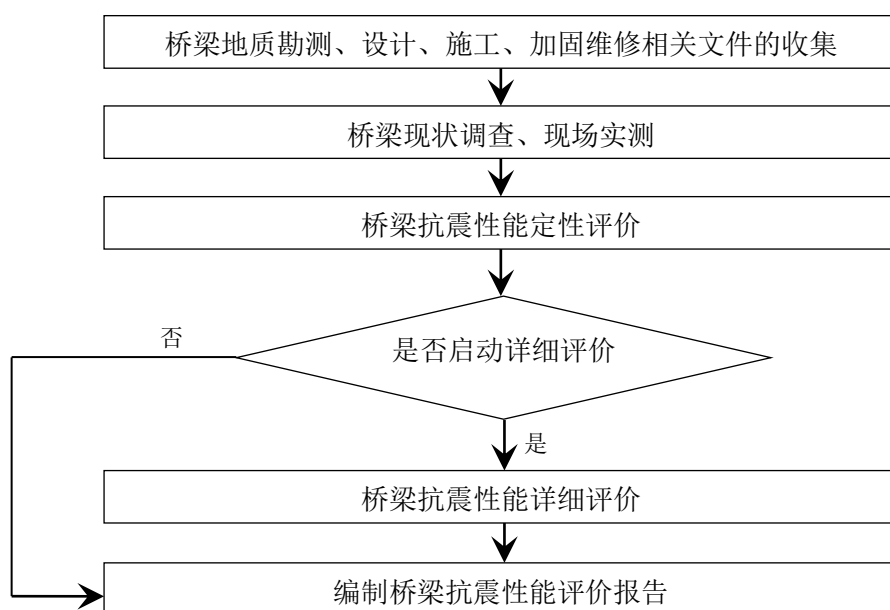 桥梁地质勘测、设计、施工、加固维修相关文件的收集
桥梁现状调查、现场实测
桥梁抗震性能定性评价
否
是否启动详细评价
是
桥梁抗震性能详细评价
编制桥梁抗震性能评价报告